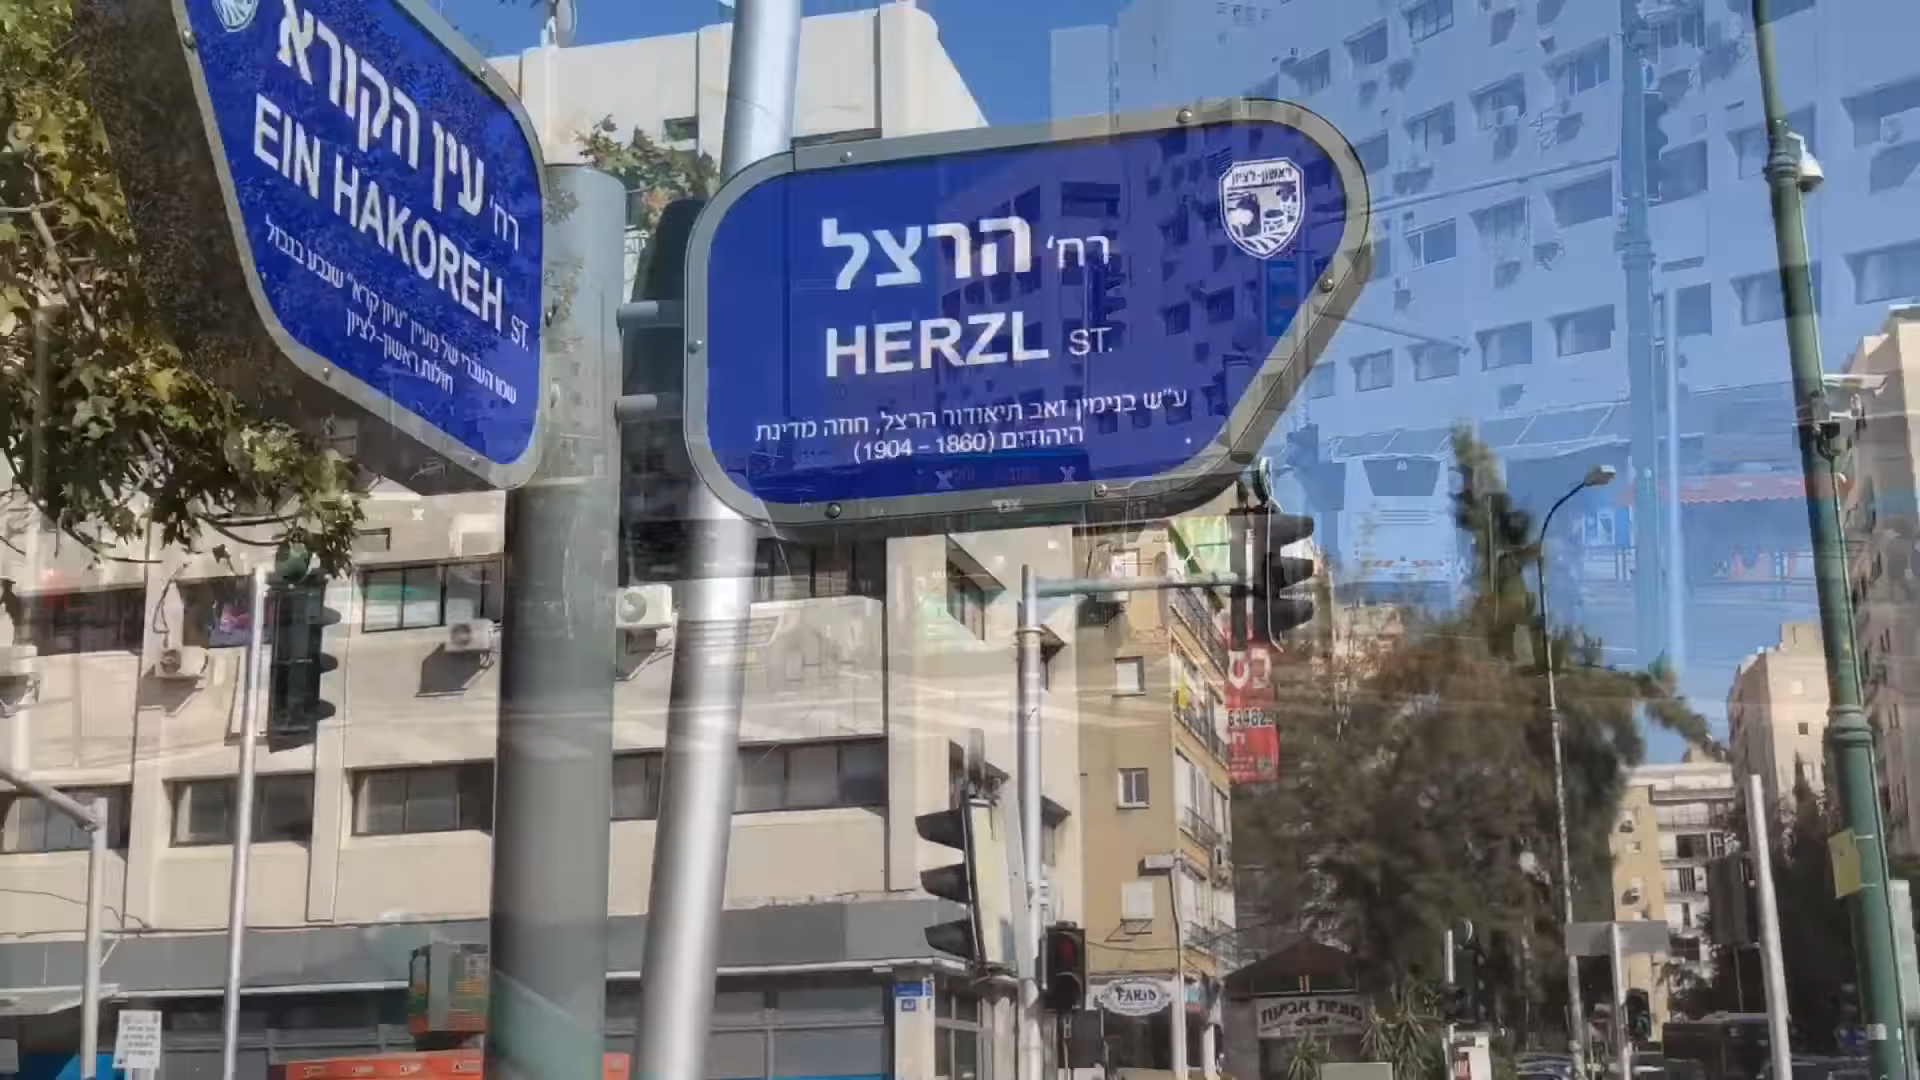 רח' עין הקורא
EIN HAKOREH ST.
שמו העברי של מעיין "עיון קרא" שנבע בגבול
חולות ראשון-לציון
ראשון-לציון
רח' הרצל
HERZL ST.
ע"ש בנימין זאב תיאודור הרצל, חוזה מדינת
היהודים (1860 - 1904)
FARID